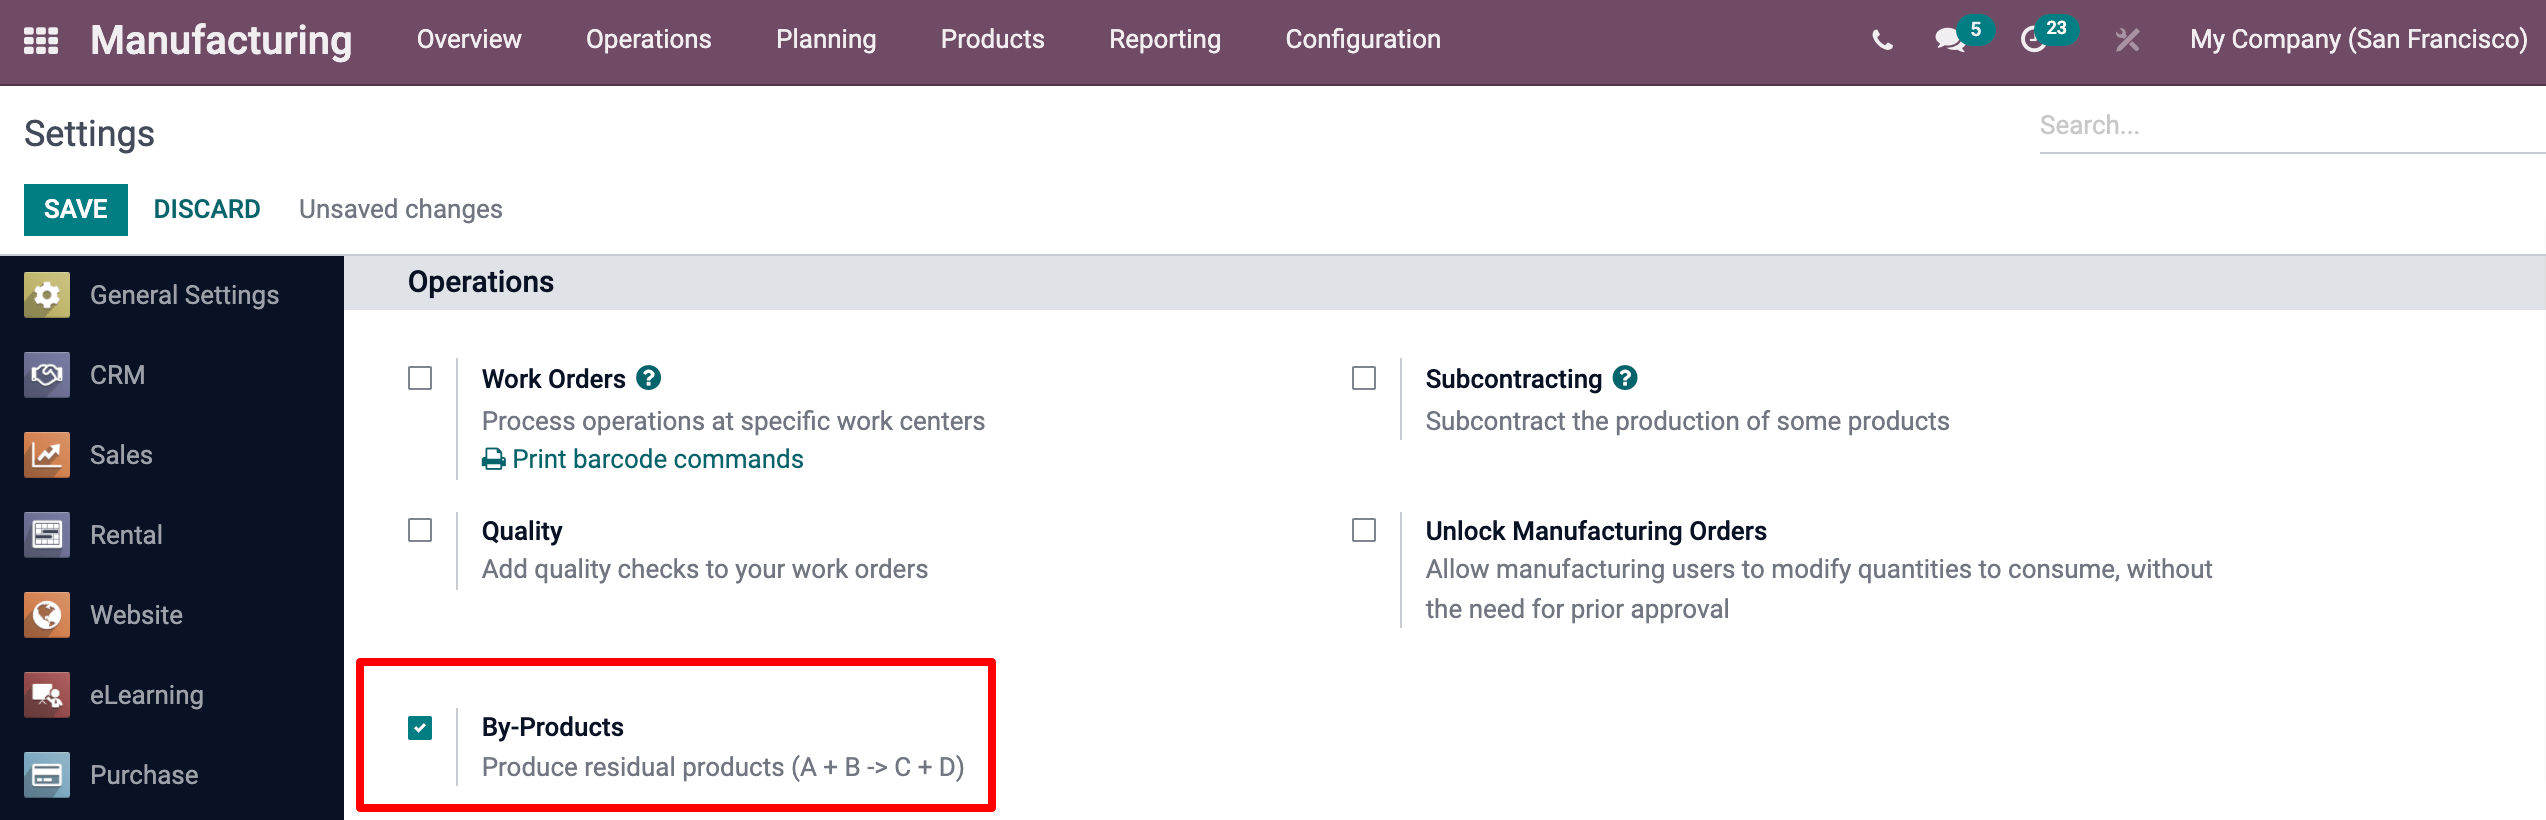 Manufacturing Overview Operations Planning Products Reporting Configuration 5 23 My Company (San Francisco)
Settings
Search...
SAVE DISCARD Unsaved changes
General Settings
CRM
Sales
Rental
Website
eLearning
Purchase
Operations
Work Orders ?
Process operations at specific work centers
Print barcode commands
Subcontracting ?
Subcontract the production of some products
Quality
Add quality checks to your work orders
Unlock Manufacturing Orders
Allow manufacturing users to modify quantities to consume, without
the need for prior approval
By-Products
Produce residual products (A + B -> C + D)